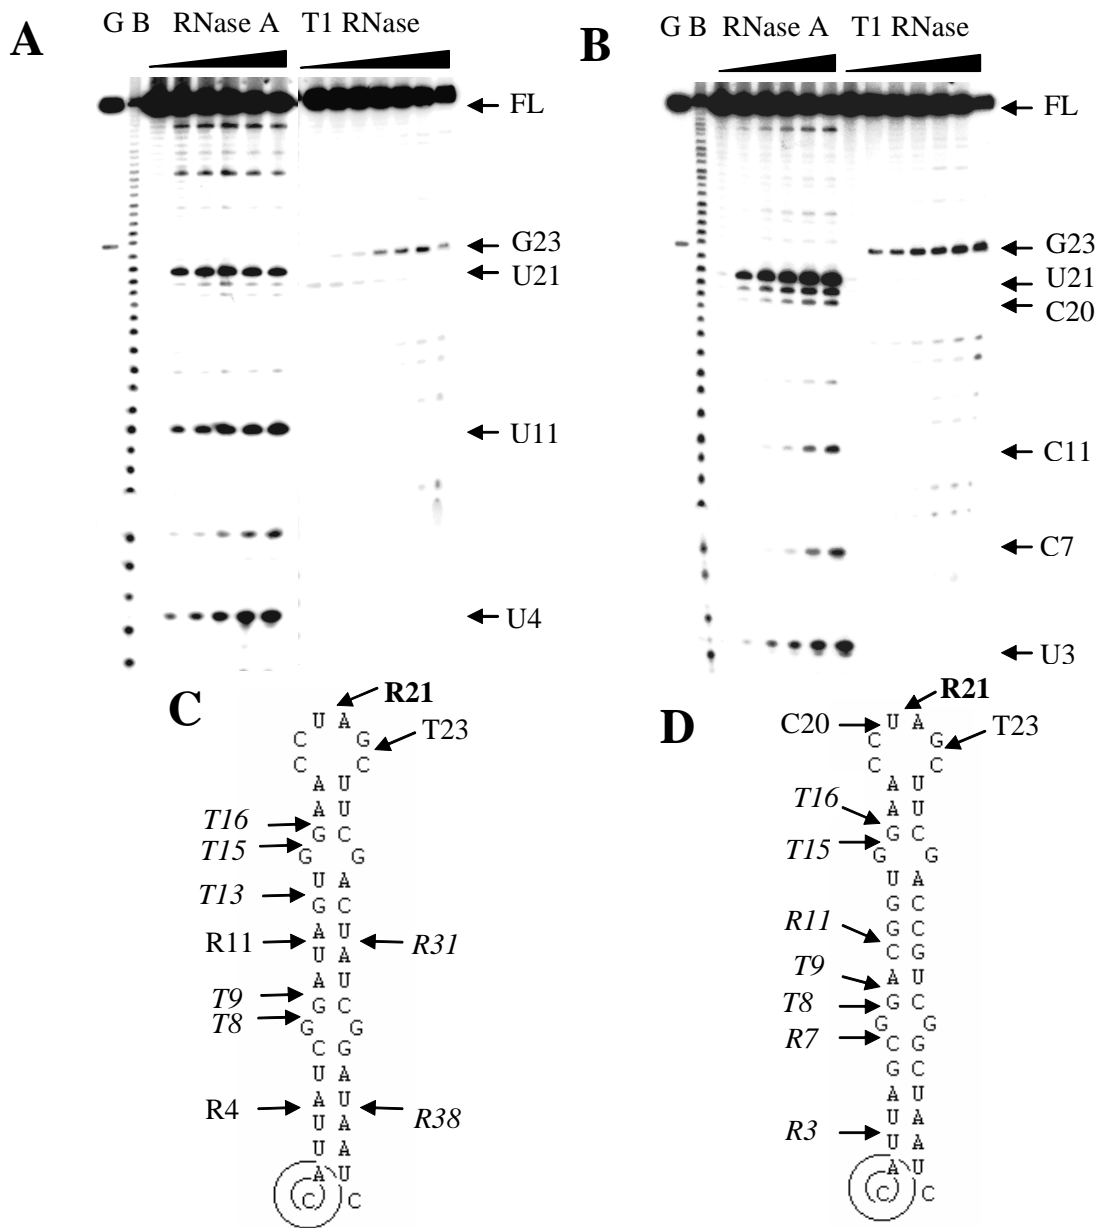 A
G B RNase A T1 RNase
FL
G23
U21
U11
U4
B
G B RNase A T1 RNase
FL
G23
U21
C20
C11
C7
U3
C
R21
U A
C G T23
C C
A U
T16 A U
G C
T15 G G
U A
T13 G C
R11 A U R31
U A
T9 A U
T8 G C
G G
C G
U A
R4 A U R38
U A
U A
A U
C C
D
R21
C20 U A
C G T23
C C
A U
T16 A U
G C
T15 G G
U A
G C
R11 G C
C G
T9 A U
T8 G C
G G
R7 C G
G C
A U
R3 U A
U A
A U
C C